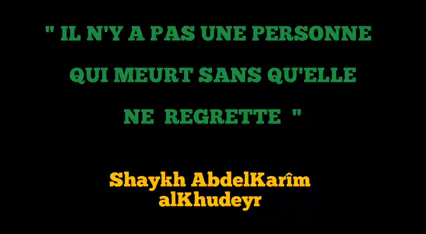 " IL N'Y A PAS UNE PERSONNE
QUI MEURT SANS QU'ELLE
NE REGRETTE "
Shaykh AbdelKarîm
alKhudeyr